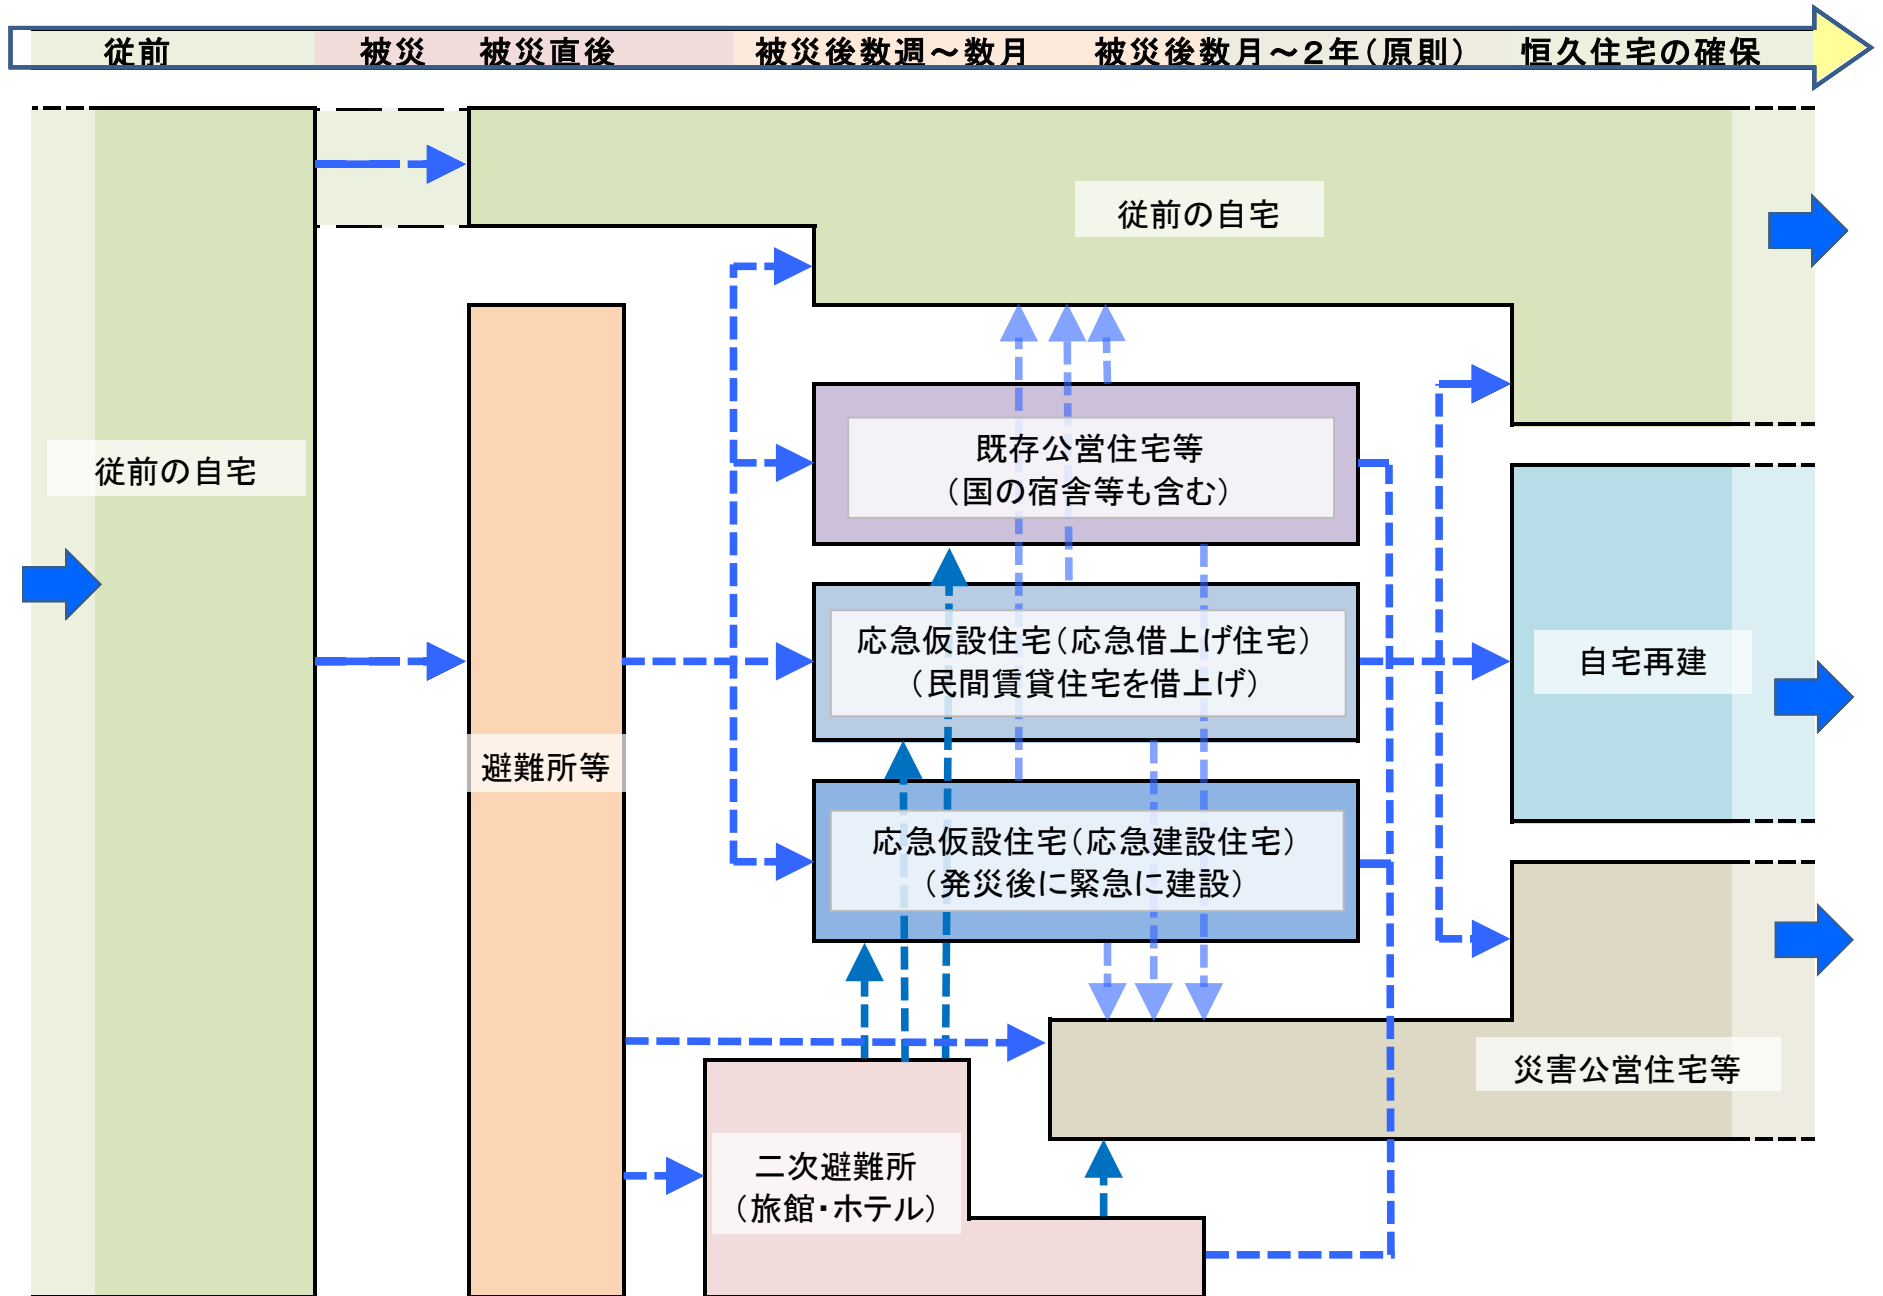 従前　被災　被災直後　被災後数週～数月　被災後数月～2年（原則）　恒久住宅の確保
従前の自宅
従前の自宅
既存公営住宅等
（国の宿舎等も含む）
応急仮設住宅（応急借上げ住宅）
（民間賃貸住宅を借上げ）
自宅再建
避難所等
応急仮設住宅（応急建設住宅）
（発災後に緊急に建設）
災害公営住宅等
二次避難所
（旅館・ホテル）